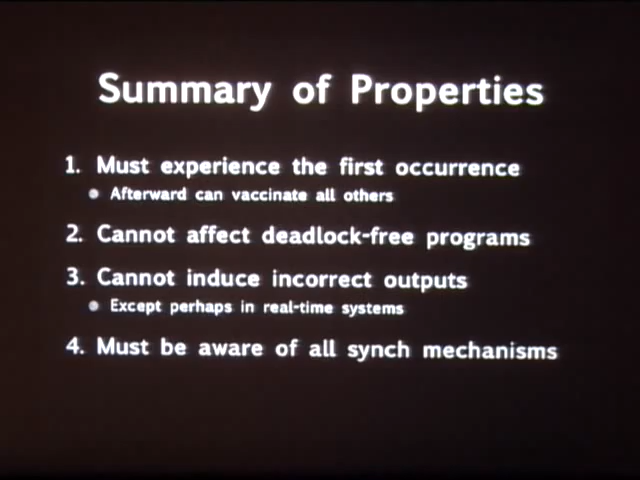 Summary of Properties
1. Must experience the first occurrence
Afterward can vaccinate all others
2. Cannot affect deadlock-free programs
3. Cannot induce incorrect outputs
Except perhaps in real-time systems
4. Must be aware of all synch mechanisms